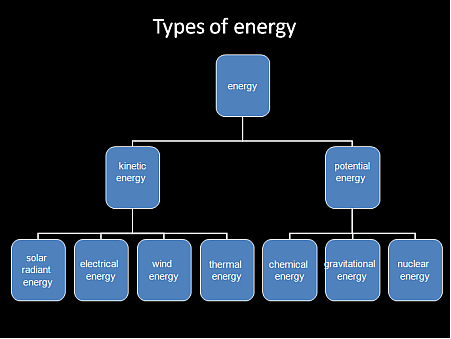 Types of energy
energy
kinetic
energy
potential
energy
solar
radiant
energy
electrical
energy
wind
energy
thermal
energy
chemical
energy
gravitational
energy
nuclear
energy